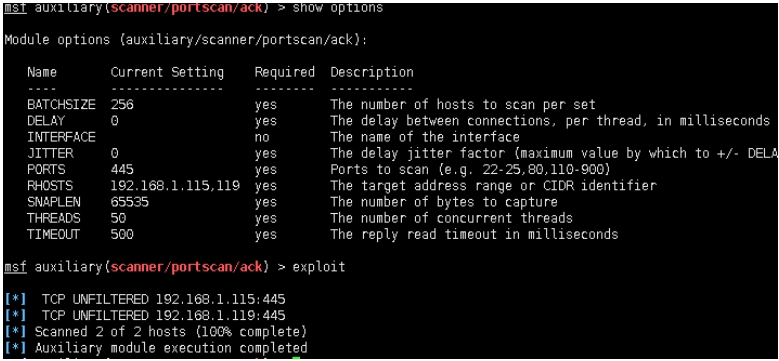 msf auxiliary(scanner/portscan/ack) > show options
Module options (auxiliary/scanner/portscan/ack):
Name Current Setting Required Description
---- --------------- -------- -----------
BATCHSIZE 256 yes The number of hosts to scan per set
DELAY 0 yes The delay between connections, per thread, in milliseconds
INTERFACE no The name of the interface
JITTER 0 yes The delay jitter factor (maximum value by which to +/- DELA
PORTS 445 yes Ports to scan (e.g. 22-25,80,110-900)
RHOSTS 192.168.1.115,119 yes The target address range or CIDR identifier
SNAPLEN 65535 yes The number of bytes to capture
THREADS 50 yes The number of concurrent threads
TIMEOUT 500 yes The reply read timeout in milliseconds
msf auxiliary(scanner/portscan/ack) > exploit
[*] TCP UNFILTERED 192.168.1.115:445
[*] TCP UNFILTERED 192.168.1.119:445
[*] Scanned 2 of 2 hosts (100% complete)
[*] Auxiliary module execution completed